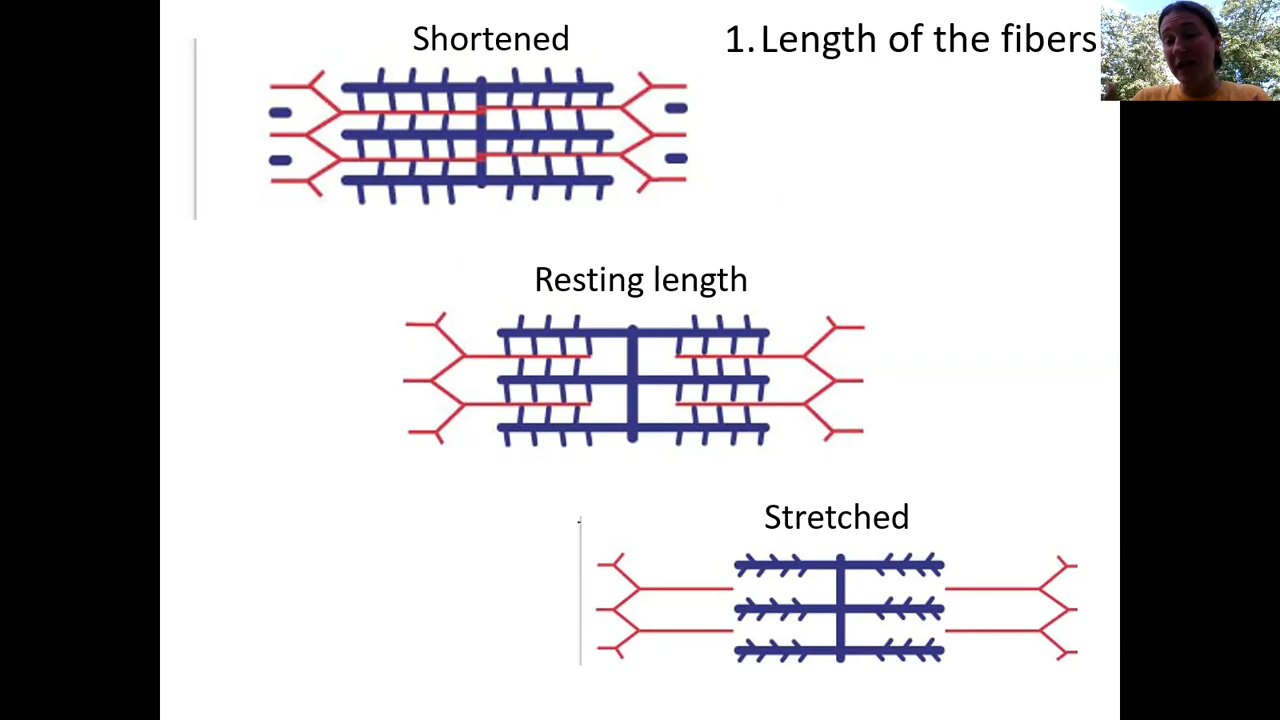 Shortened
1. Length of the fibers
Resting length
Stretched